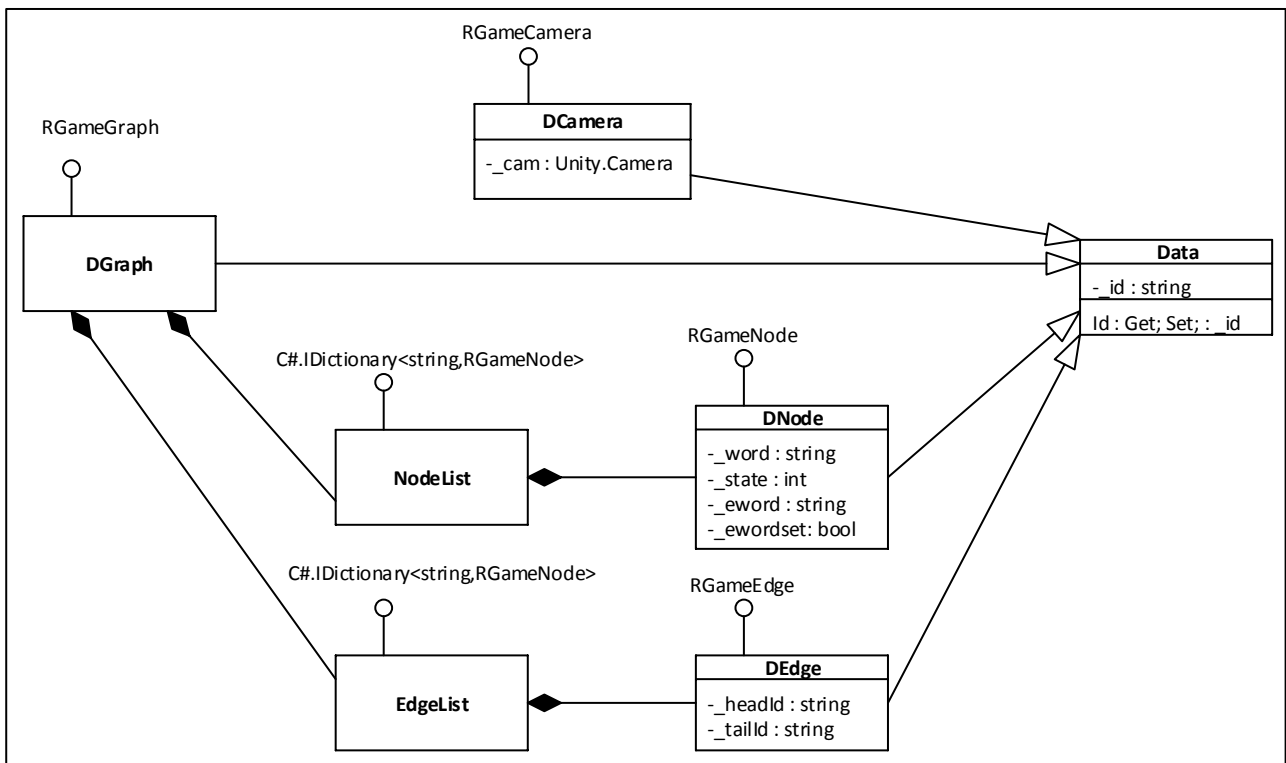 RGameCamera
DCamera
-_cam : Unity.Camera
RGameGraph
DGraph
Data
-_id : string
Id : Get; Set; : _id
C#.IDictionary<string,RGameNode>
NodeList
RGameNode
DNode
-_word : string
-_state : int
-_eword : string
-_ewordset: bool
C#.IDictionary<string,RGameNode>
EdgeList
RGameEdge
DEdge
-_headId : string
-_tailId : string